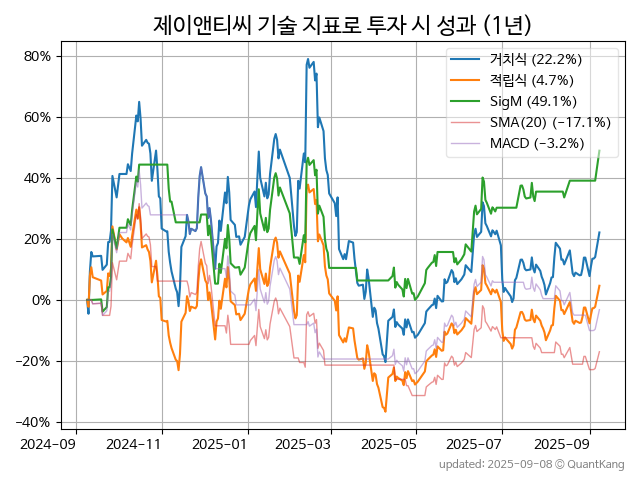 제이앤티씨 기술 지표로 투자 시 성과 (1년)
거치식 (22.2%)
적립식 (4.7%)
SigM (49.1%)
SMA(20) (−17.1%)
MACD (−3.2%)
80%
60%
40%
20%
0%
−20%
−40%
2024-09 2024-11 2025-01 2025-03 2025-05 2025-07 2025-09
updated: 2025-09-08 © QuantKang